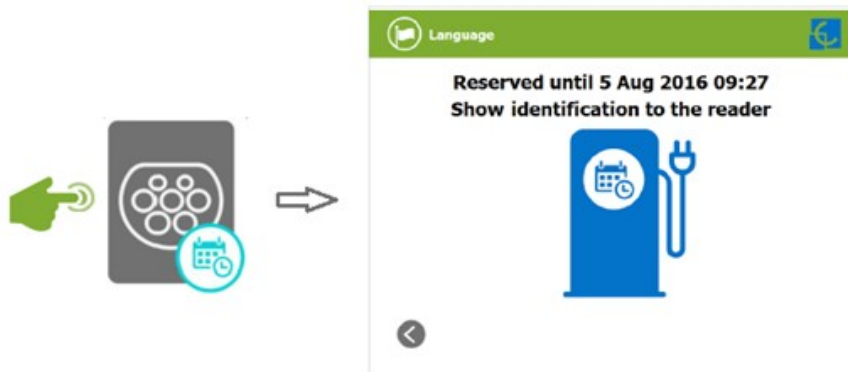 Language
Reserved until 5 Aug 2016 09:27
Show identification to the reader